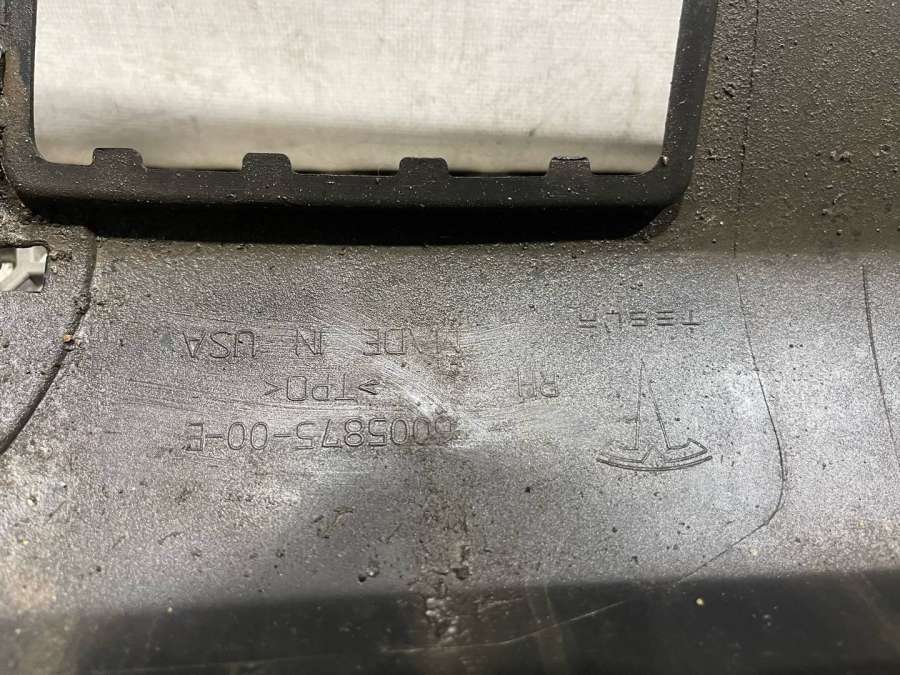 6005875-00-E
RH >TPO<
MADE IN USA
TESLA